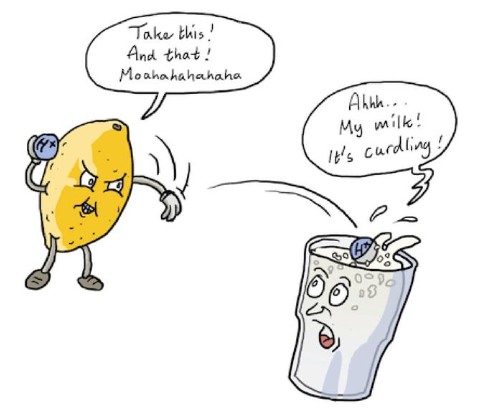 Take this!
And that!
Moahahahahaha
H+
Ahhh...
My milk!
It's curdling!
H+